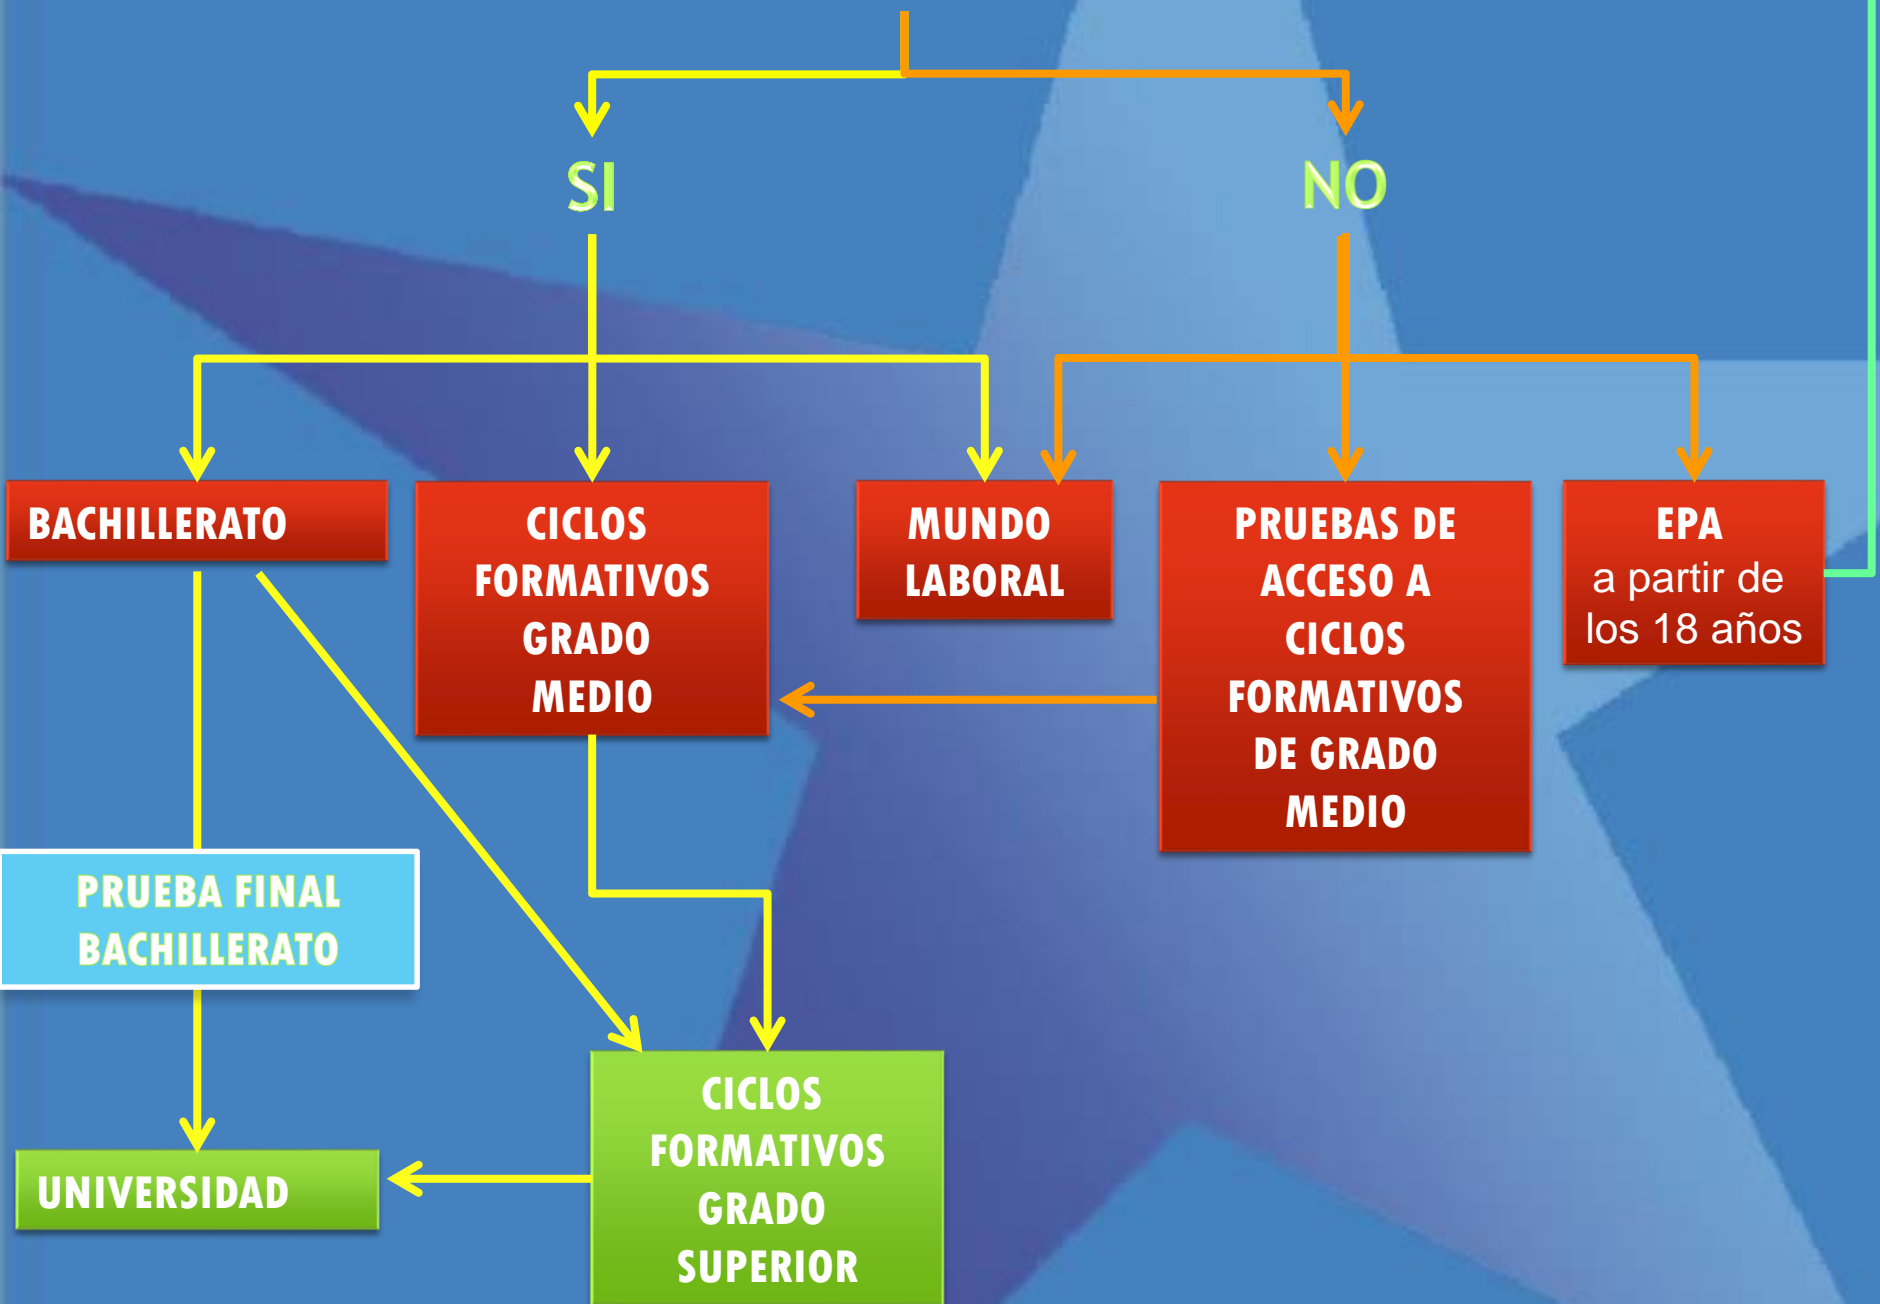 SI
NO
BACHILLERATO
CICLOS
FORMATIVOS
GRADO
MEDIO
MUNDO
LABORAL
PRUEBAS DE
ACCESO A
CICLOS
FORMATIVOS
DE GRADO
MEDIO
EPA
a partir de
los 18 años
PRUEBA FINAL
BACHILLERATO
UNIVERSIDAD
CICLOS
FORMATIVOS
GRADO
SUPERIOR